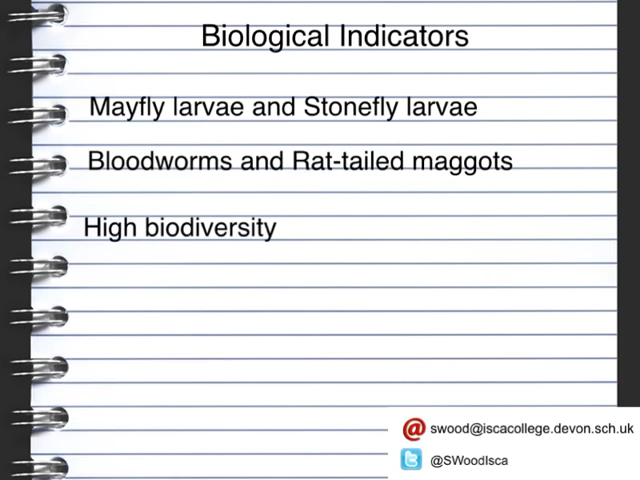 Biological Indicators
Mayfly larvae and Stonefly larvae
Bloodworms and Rat-tailed maggots
High biodiversity
@ swood@iscacollege.devon.sch.uk
@SWoodIsca